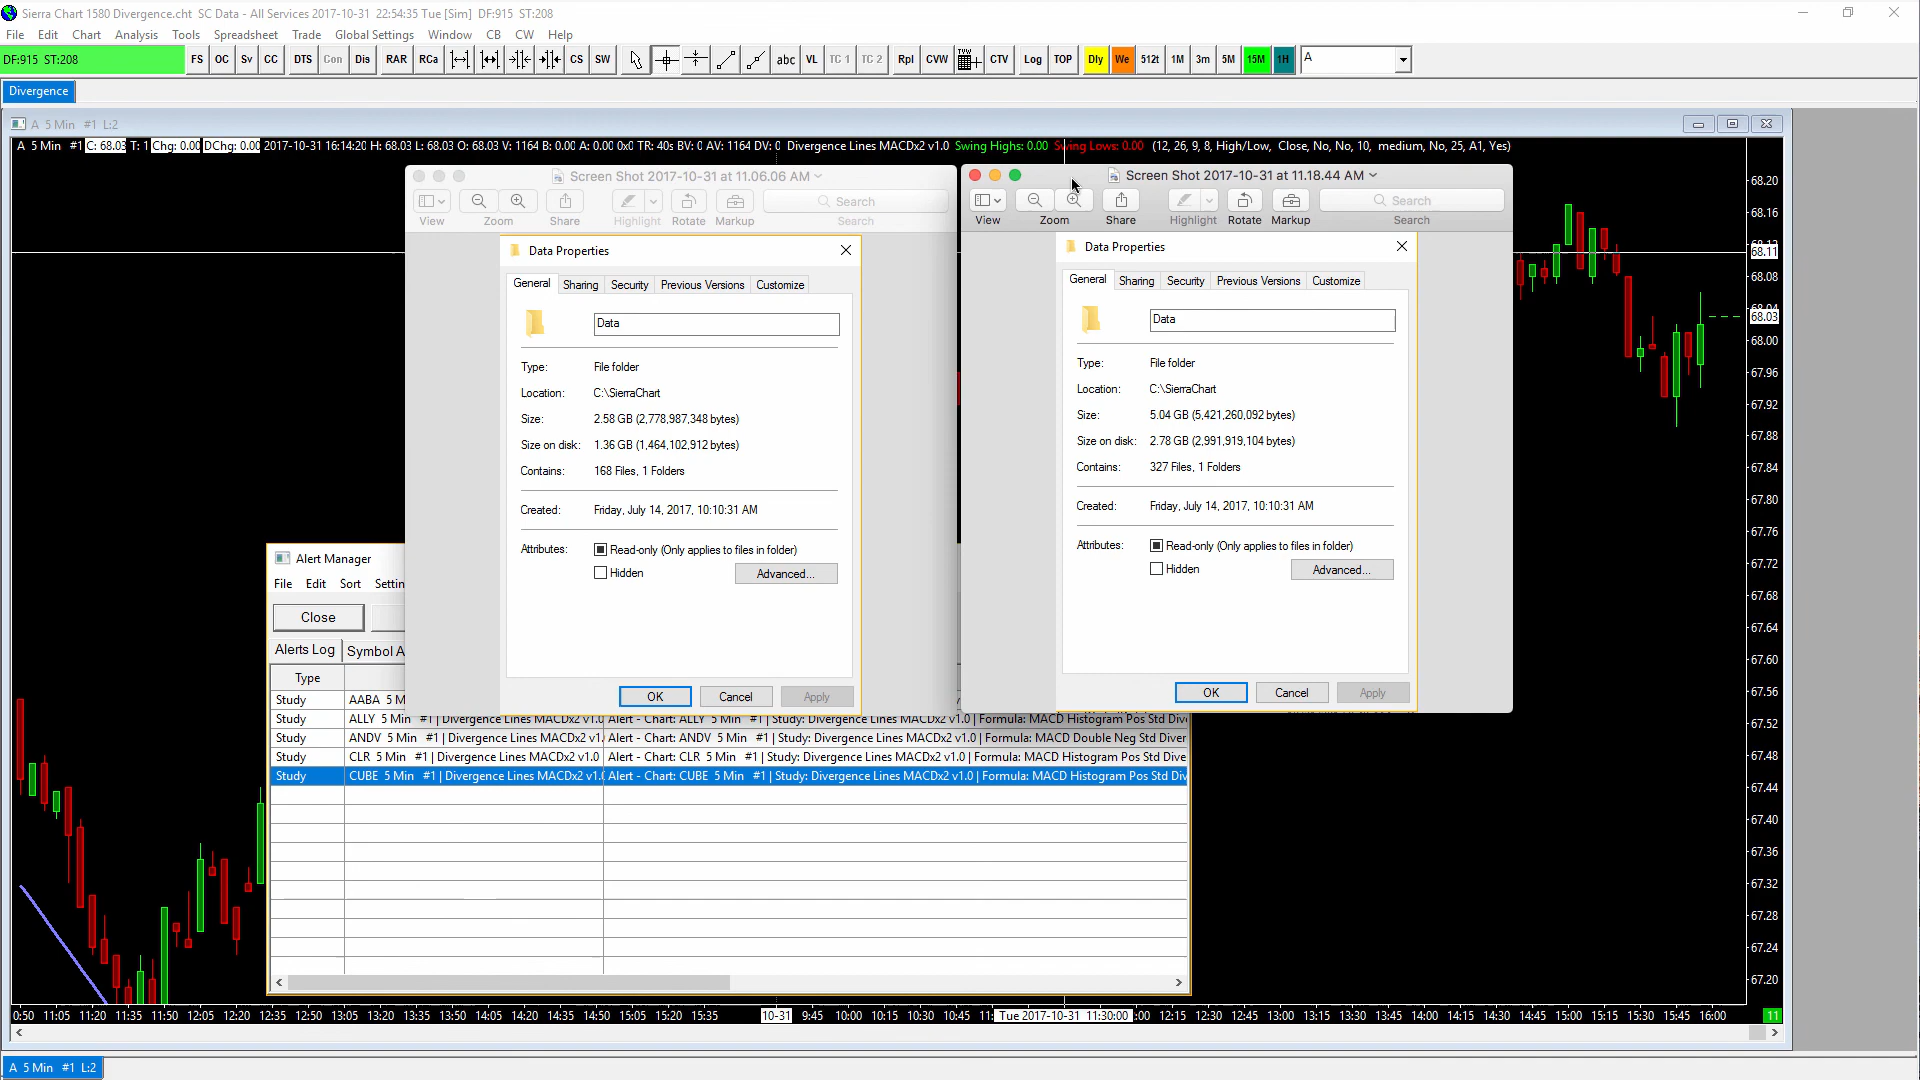 Sierra Chart 1580 Divergence.cht SC Data - All Services 2017-10-31 22:54:35 Tue [Sim] DF:915 ST:208
File Edit Chart Analysis Tools Spreadsheet Trade Global Settings Window CB CW Help
DF:915 ST:208 FS OC Sv CC DTS Con Dis RAR RCa CS SW abc VL TC 1 TC 2 Rpl CVW TVW CTV Log TOP Dly We 512t 1M 3m 5M 15M 1H A
Divergence
A 5 Min #1 L:2
A 5 Min #1 C: 68.03 T: 1 Chg: 0.00 DChg: 0.00 2017-10-31 16:14:20 H: 68.03 L: 68.03 O: 68.03 V: 1164 B: 0.00 A: 0.00 0x0 TR: 40s BV: 0 AV: 1164 DV: 0 Divergence Lines MACDx2 v1.0 Swing Highs: 0.00 Swing Lows: 0.00 (12, 26, 9, 8, High/Low, Close, No, No, 10, medium, No, 25, A1, Yes)
Screen Shot 2017-10-31 at 11.06.06 AM
View Zoom Share Highlight Rotate Markup Search
Search
Data Properties
General Sharing Security Previous Versions Customize
Data
Type: File folder
Location: C:\SierraChart
Size: 2.58 GB (2,778,987,348 bytes)
Size on disk: 1.36 GB (1,464,102,912 bytes)
Contains: 168 Files, 1 Folders
Created: Friday, July 14, 2017, 10:10:31 AM
Attributes: Read-only (Only applies to files in folder)
Hidden Advanced...
OK Cancel Apply
Screen Shot 2017-10-31 at 11.18.44 AM
Search
View Zoom Share Highlight Rotate Markup Search
Data Properties
General Sharing Security Previous Versions Customize
Data
Type: File folder
Location: C:\SierraChart
Size: 5.04 GB (5,421,260,092 bytes)
Size on disk: 2.78 GB (2,991,919,104 bytes)
Contains: 327 Files, 1 Folders
Created: Friday, July 14, 2017, 10:10:31 AM
Attributes: Read-only (Only applies to files in folder)
Hidden Advanced...
OK Cancel Apply
68.20
68.16
68.11
68.08
68.03
68.00
67.96
67.92
67.88
67.84
67.80
67.76
67.72
67.68
67.64
67.60
67.56
67.52
67.48
67.44
67.40
67.36
67.32
67.28
67.24
67.20
Alert Manager
File Edit Sort Settin
Close
Alerts Log Symbol A
Type
Study AABA 5 M
Study ALLY 5 Min #1 | Divergence Lines MACDx2 v1.0 Alert - Chart: ALLY 5 Min #1 | Study: Divergence Lines MACDx2 v1.0 | Formula: MACD Histogram Pos Std Dive
Study ANDV 5 Min #1 | Divergence Lines MACDx2 v1. Alert - Chart: ANDV 5 Min #1 | Study: Divergence Lines MACDx2 v1.0 | Formula: MACD Double Neg Std Diver
Study CLR 5 Min #1 | Divergence Lines MACDx2 v1.0 Alert - Chart: CLR 5 Min #1 | Study: Divergence Lines MACDx2 v1.0 | Formula: MACD Histogram Pos Std Dive
Study CUBE 5 Min #1 | Divergence Lines MACDx2 v1.0 Alert - Chart: CUBE 5 Min #1 | Study: Divergence Lines MACDx2 v1.0 | Formula: MACD Histogram Pos Std Div
0:50 11:05 11:20 11:35 11:50 12:05 12:20 12:35 12:50 13:05 13:20 13:35 13:50 14:05 14:20 14:35 14:50 15:05 15:20 15:35 10-31 9:45 10:00 10:15 10:30 10:45 11: Tue 2017-10-31 11:30:00 :00 12:15 12:30 12:45 13:00 13:15 13:30 13:45 14:00 14:15 14:30 14:45 15:00 15:15 15:30 15:45 16:00 11
A 5 Min #1 L:2